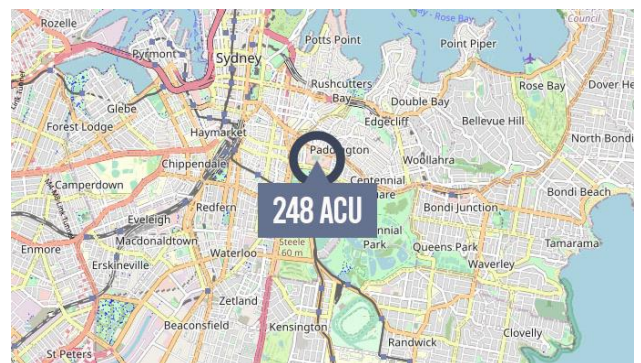 Rozelle
Potts Point
Council
Pyrmont
Sydney
Point Piper
Rose Bay
Rushcutters
Bay
Double Bay
Dover He
Glebe
Edgecliff
Forest Lodge
Bellevue Hill
Haymarket
Paddington
North Bondi
Chippendale
Woollahra
Camperdown
Centennial
Bondi Beach
Redfern
Bondi Junction
248 ACU
Eveleigh
Macdonaldtown
Steele
60 m
Park
Queens Park
Tamarama
Enmore
Erskineville
Waterloo
Waverley
Zetland
Beaconsfield
Kensington
Clovelly
Randwick
St Peters